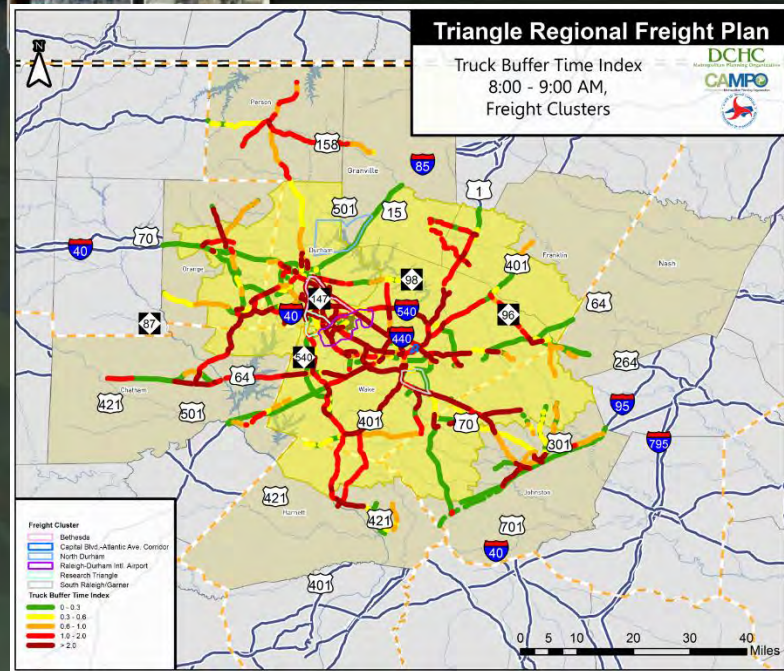 Triangle Regional Freight Plan
Truck Buffer Time Index
8:00 - 9:00 AM,
Freight Clusters
DCHC
Metropolitan Planning Organization
CAMPO
N
Person
158
Granville
85
1
501
15
70
40
Durham
Franklin
401
Nash
Orange
98
147
40
540
64
87
96
440
540
264
Chatham
64
Wake
421
501
401
70
95
301
795
421
Harnett
421
Johnston
701
40
401
Freight Cluster
Bethesda
Capital Blvd.-Atlantic Ave. Corridor
North Durham
Raleigh-Durham Intl. Airport
Research Triangle
South Raleigh/Garner
Truck Buffer Time Index
0 - 0.3
0.3 - 0.6
0.6 - 1.0
1.0 - 2.0
> 2.0
0 5 10 20 30 40
Miles